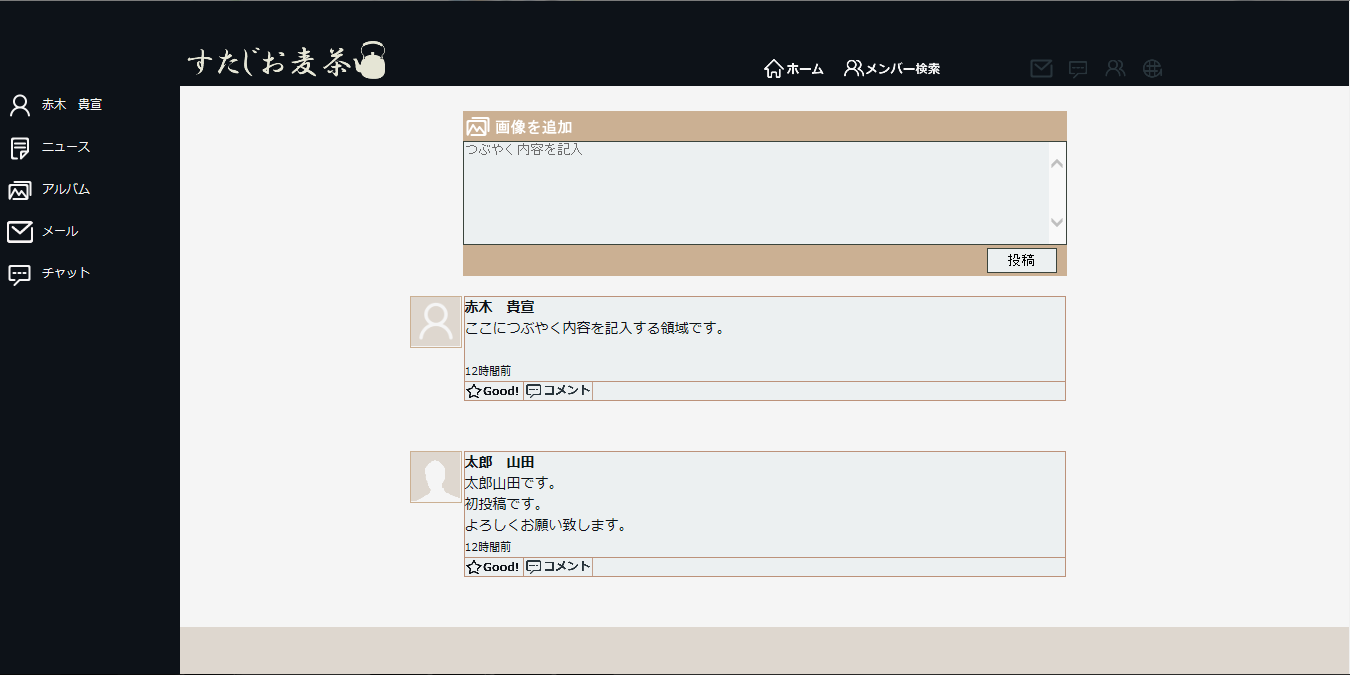 すたじお麦茶
ホーム
メンバー検索
赤木　貴宣
ニュース
アルバム
メール
チャット
画像を追加
つぶやく内容を記入
投稿
赤木　貴宣
ここにつぶやく内容を記入する領域です。
12時間前
Good!
コメント
太郎　山田
太郎山田です。
初投稿です。
よろしくお願い致します。
12時間前
Good!
コメント